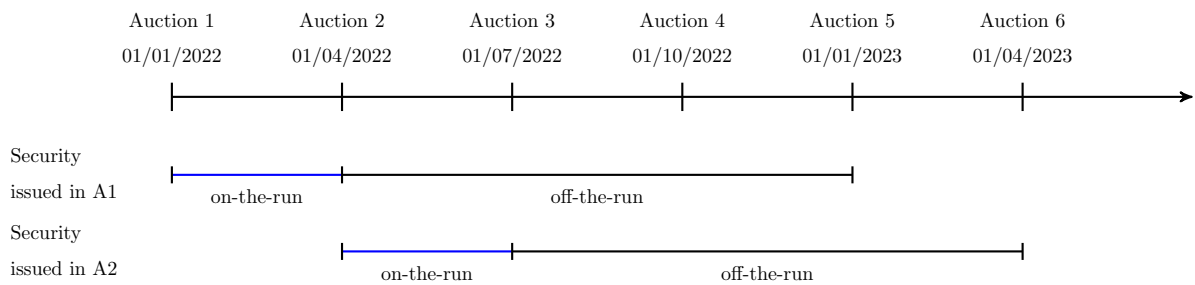 Auction 1 Auction 2 Auction 3 Auction 4 Auction 5 Auction 6
01/01/2022 01/04/2022 01/07/2022 01/10/2022 01/01/2023 01/04/2023
Security
issued in A1
on-the-run off-the-run
Security
issued in A2
on-the-run off-the-run